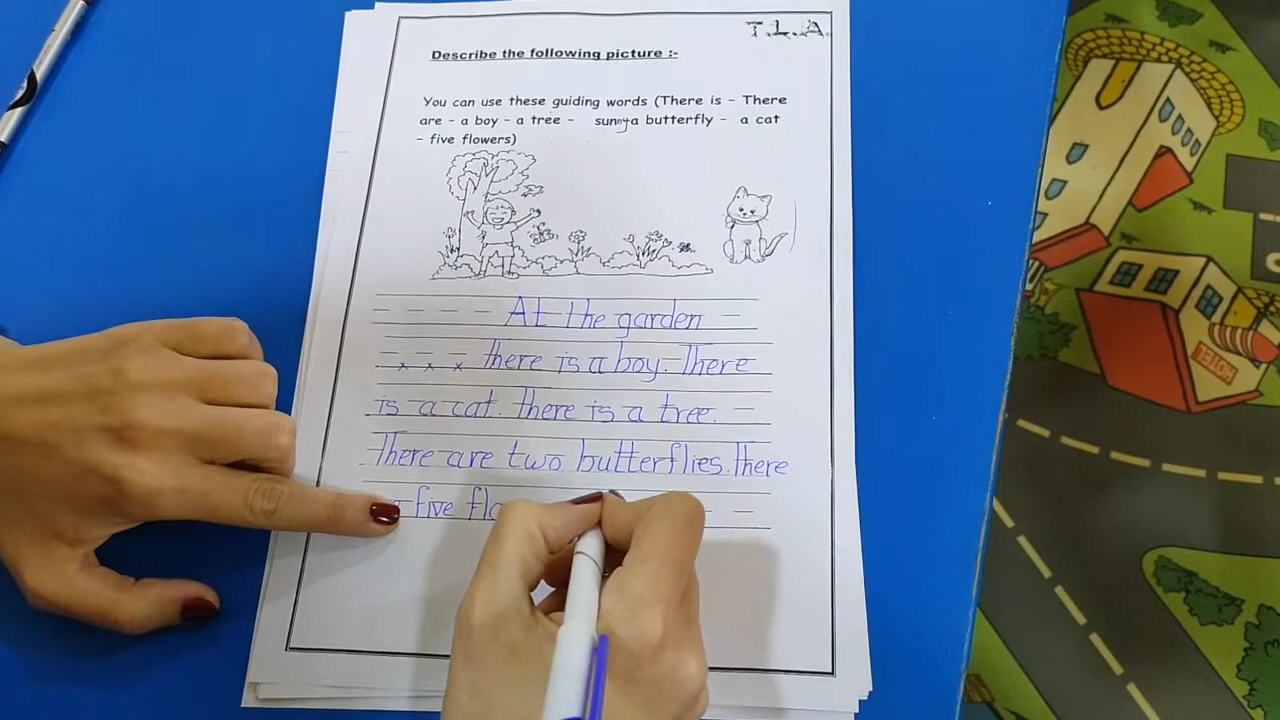 T.L.A.
Describe the following picture :-
You can use these guiding words (There is - There
are - a boy - a tree - sunny a butterfly - a cat
- five flowers)
At the garden
there is a boy. There
is a cat. there is a tree.
There are two butterflies. there
five flo
HOTEL